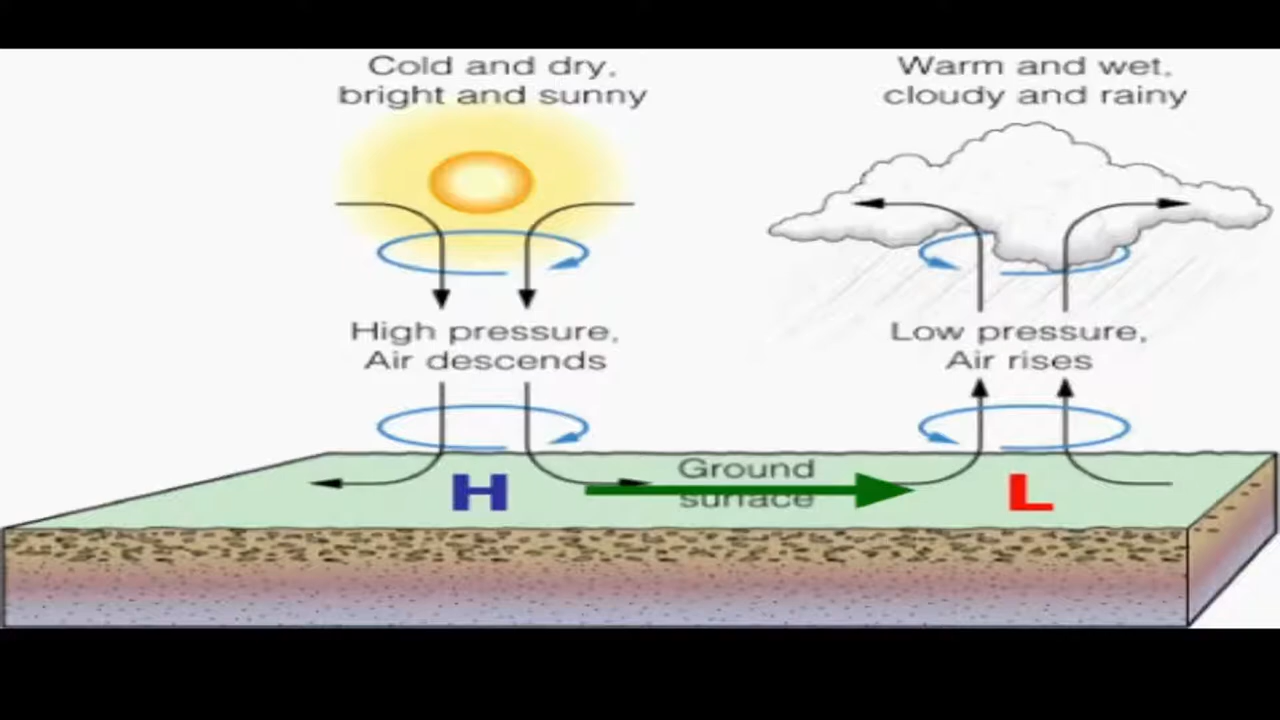 Cold and dry,
bright and sunny
Warm and wet,
cloudy and rainy
High pressure,
Air descends
Low pressure,
Air rises
Ground
surface
H
L